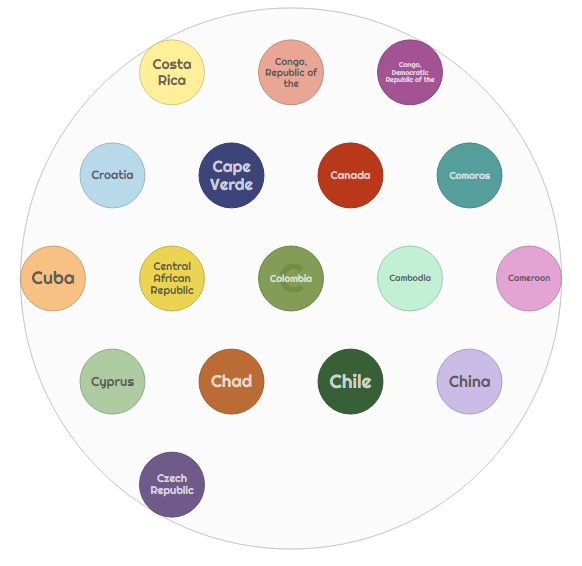 Costa
Rica
Congo,
Republic of
the
Congo,
Democratic
Republic of the
Croatia
Cape
Verde
Canada
Comoros
Cuba
Central
African
Republic
C
Colombia
Cambodia
Cameroon
Cyprus
Chad
Chile
China
Czech
Republic